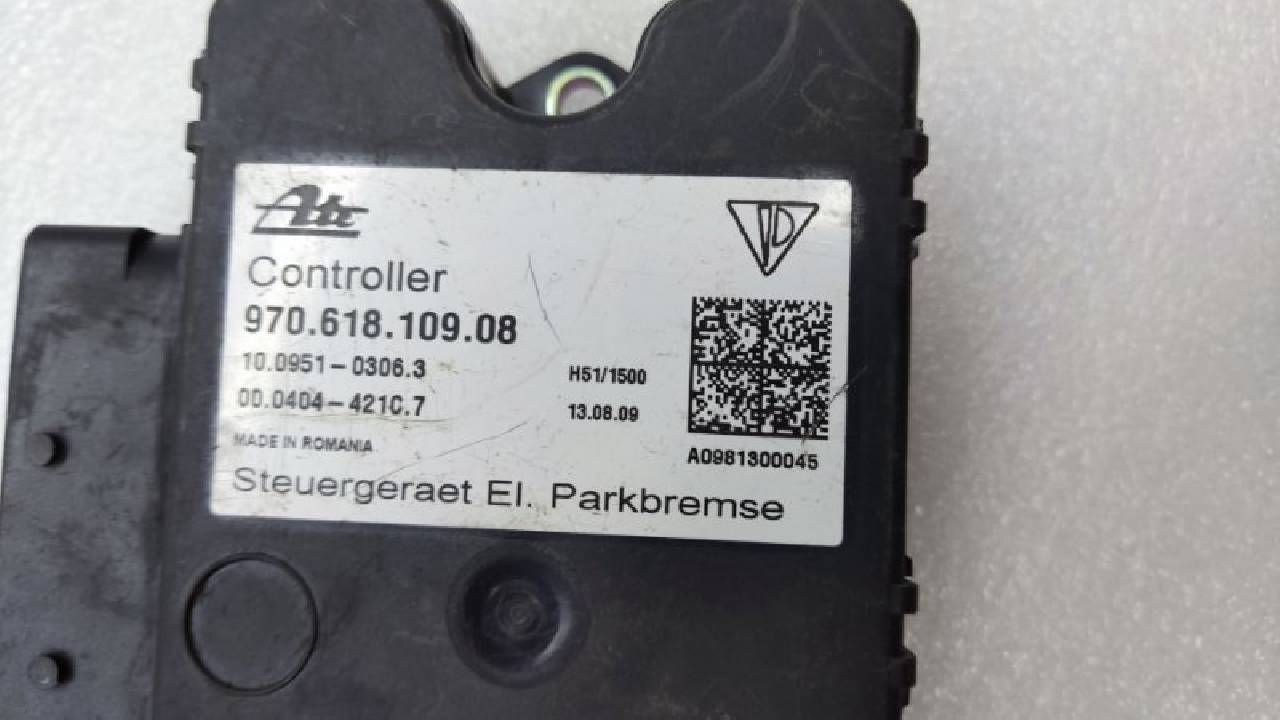 Ate
Controller
970.618.109.08
10.0951-0306.3
H51/1500
00.0404-421C.7
13.08.09
MADE IN ROMANIA
A0981300045
Steuergeraet El. Parkbremse